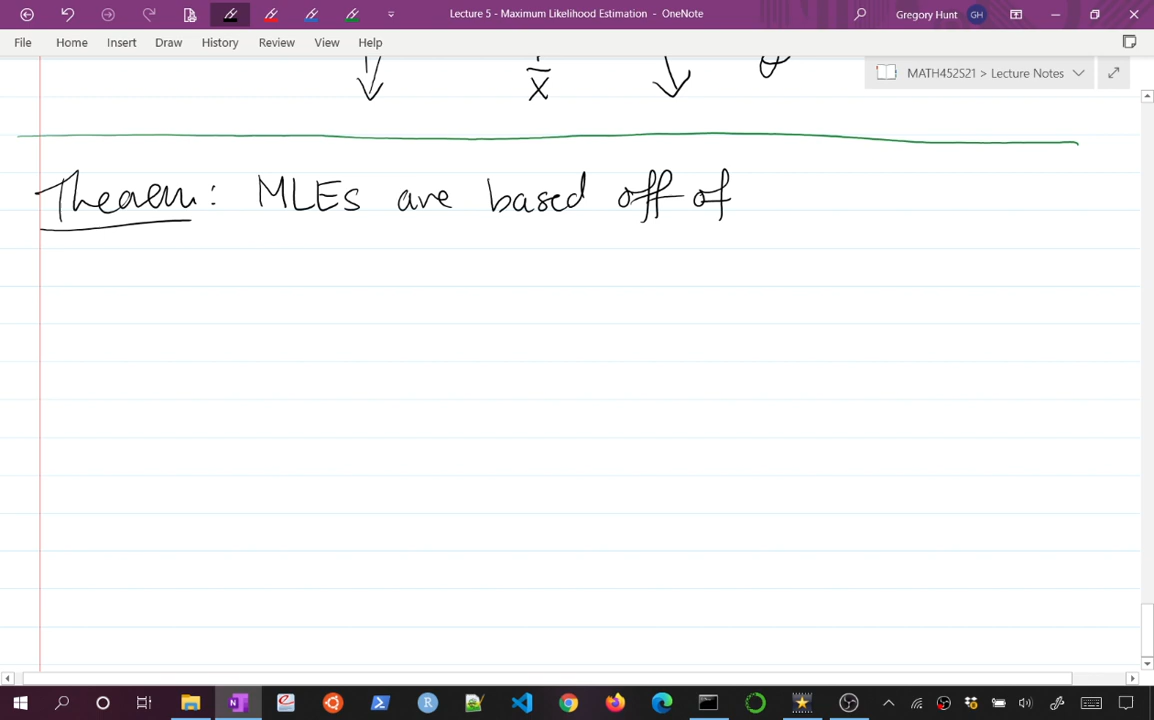 Lecture 5 - Maximum Likelihood Estimation - OneNote
Gregory Hunt
GH
File Home Insert Draw History Review View Help
MATH452S21 > Lecture Notes
x̄
θ
Theorem: MLEs are based off of